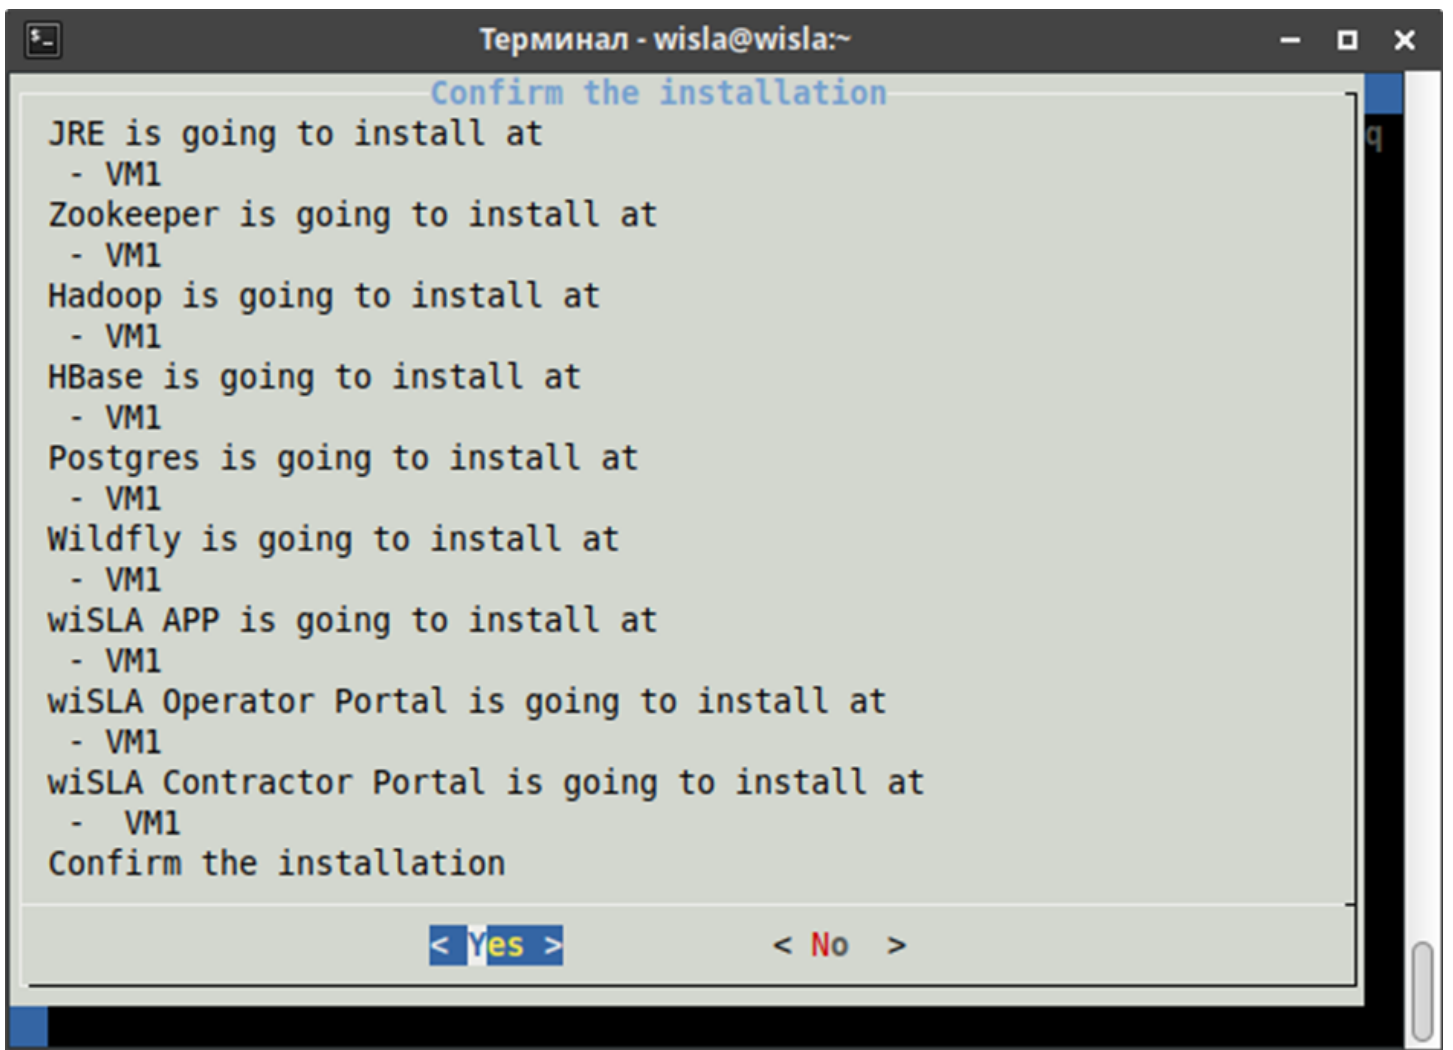 Терминал - wisla@wisla:~
Confirm the installation
JRE is going to install at
- VM1
Zookeeper is going to install at
- VM1
Hadoop is going to install at
- VM1
HBase is going to install at
- VM1
Postgres is going to install at
- VM1
Wildfly is going to install at
- VM1
wiSLA APP is going to install at
- VM1
wiSLA Operator Portal is going to install at
- VM1
wiSLA Contractor Portal is going to install at
-  VM1
Confirm the installation
< Yes > < No  >
q